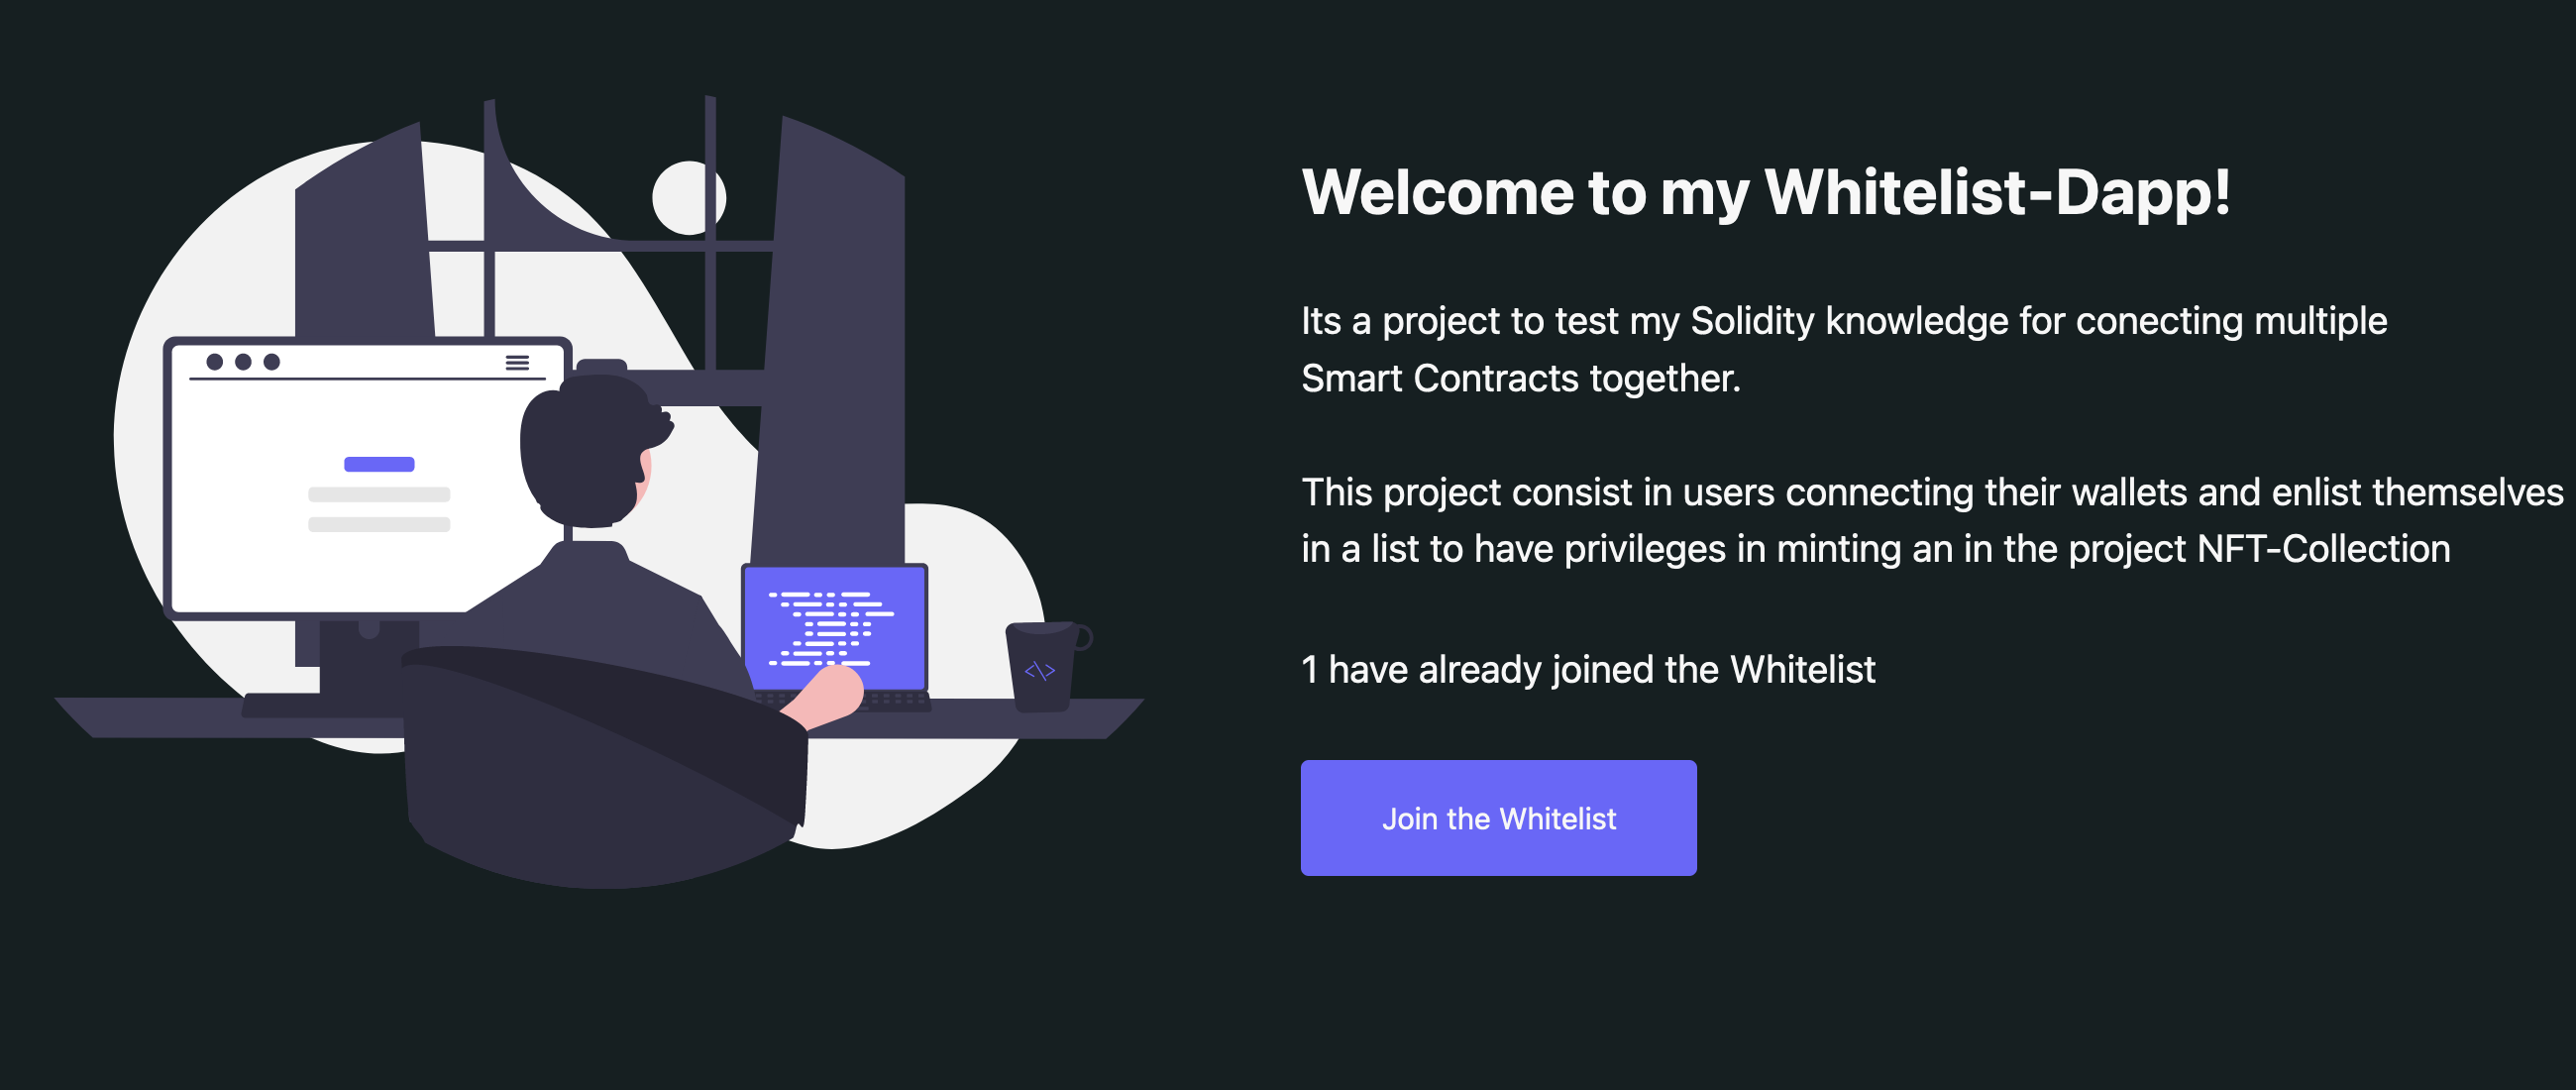 Welcome to my Whitelist-Dapp!
Its a project to test my Solidity knowledge for conecting multiple
Smart Contracts together.
This project consist in users connecting their wallets and enlist themselves
in a list to have privileges in minting an in the project NFT-Collection
1 have already joined the Whitelist
Join the Whitelist
<\>